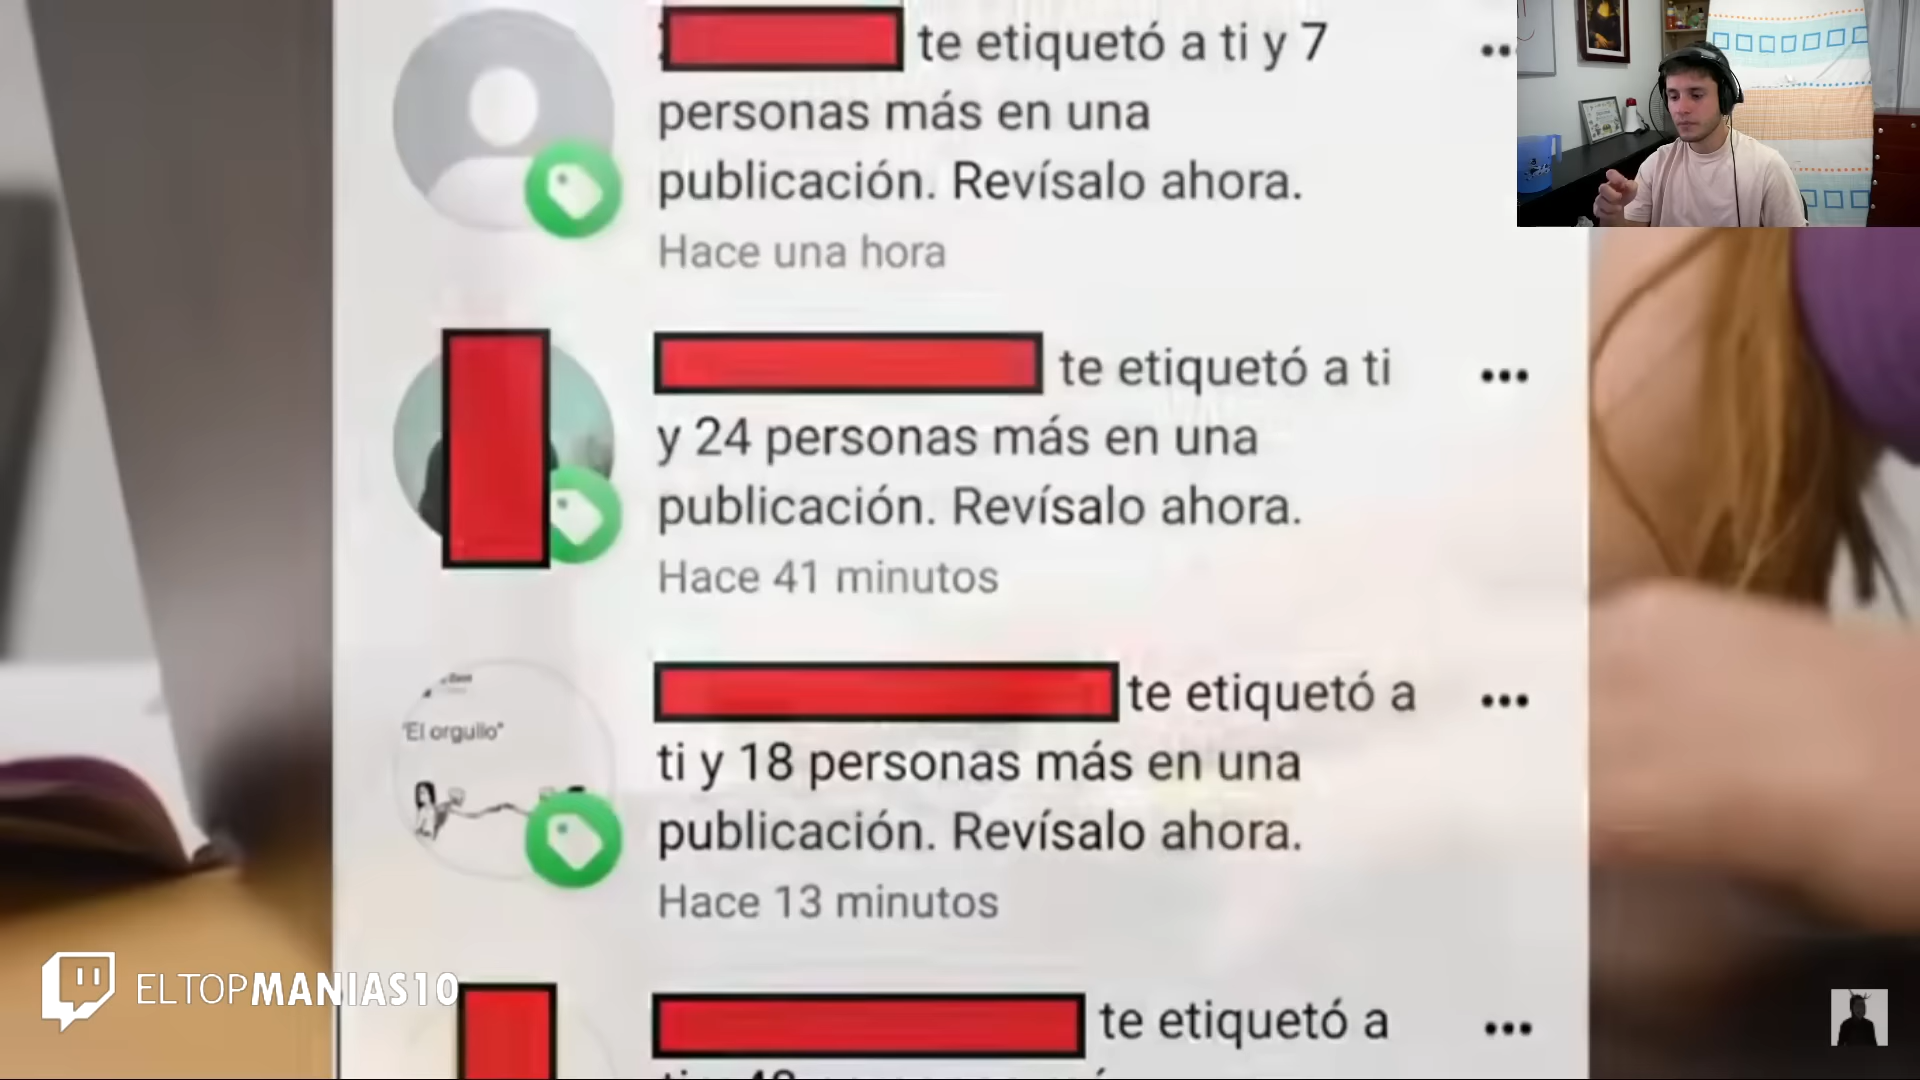 te etiquetó a ti y 7
personas más en una
publicación. Revísalo ahora.
Hace una hora
te etiquetó a ti
y 24 personas más en una
publicación. Revísalo ahora.
Hace 41 minutos
"El orgullo"
te etiquetó a
ti y 18 personas más en una
publicación. Revísalo ahora.
Hace 13 minutos
ELTOPMANIAS10
te etiquetó a